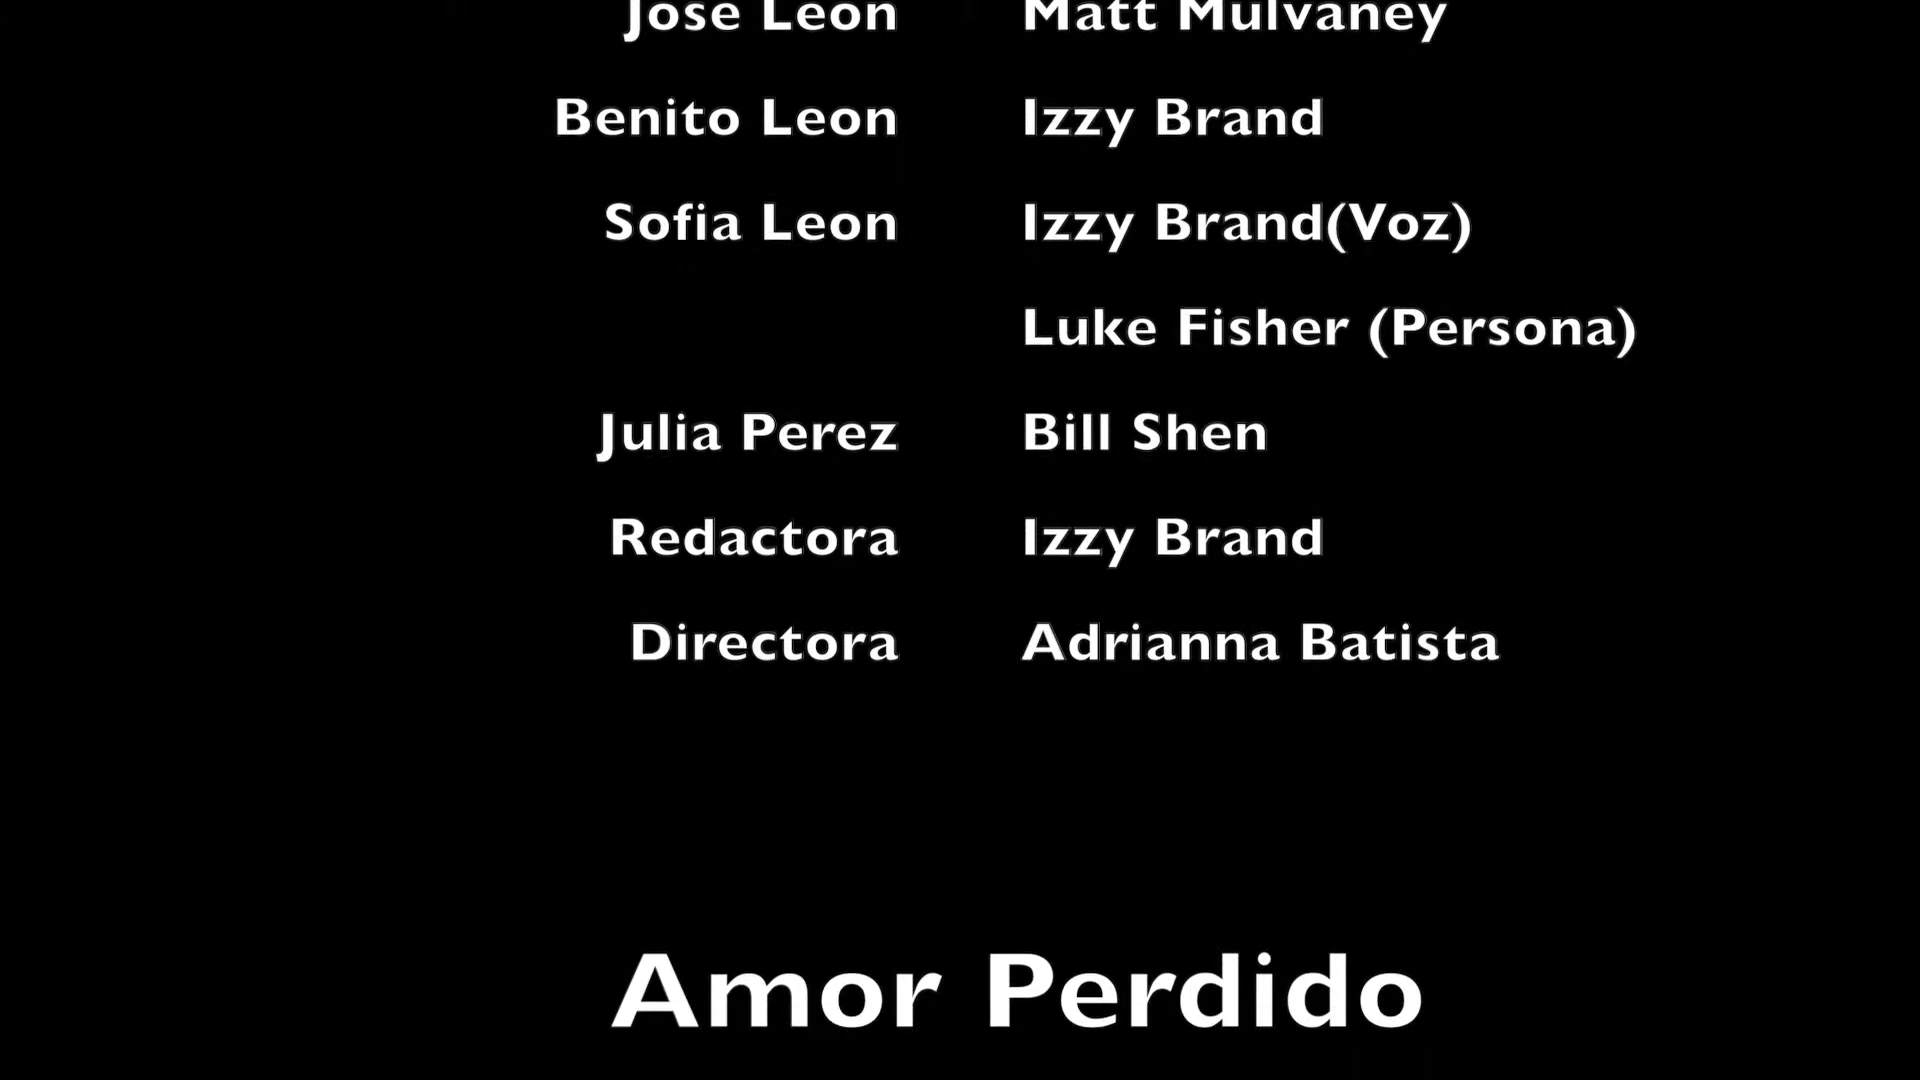 Jose Leon Matt Mulvaney
Benito Leon Izzy Brand
Sofia Leon Izzy Brand(Voz)
Luke Fisher (Persona)
Julia Perez Bill Shen
Redactora Izzy Brand
Directora Adrianna Batista
Amor Perdido